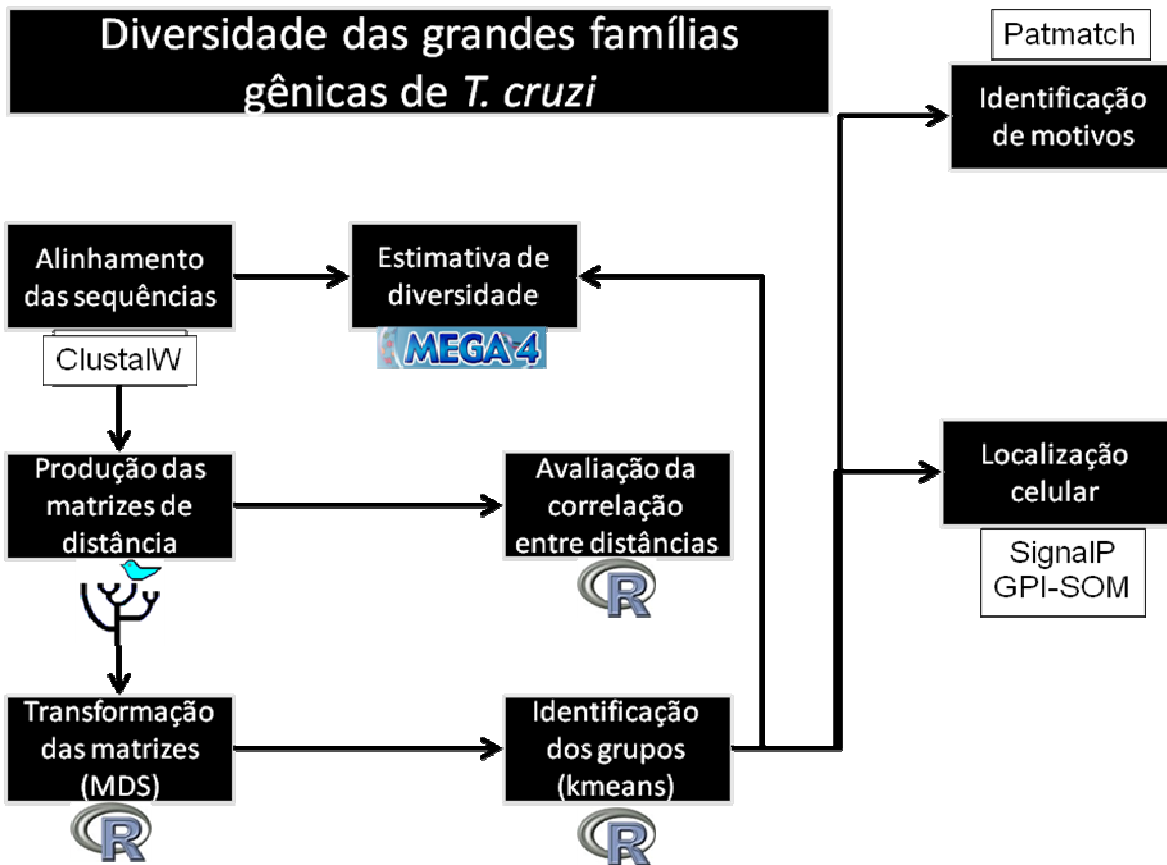 Diversidade das grandes famílias
gênicas de T. cruzi
Patmatch
Identificação
de motivos
Alinhamento
das sequências
ClustalW
Estimativa de
diversidade
MEGA 4
Produção das
matrizes de
distância
Avaliação da
correlação
entre distâncias
R
Localização
celular
SignalP
GPI-SOM
Transformação
das matrizes
(MDS)
R
Identificação
dos grupos
(kmeans)
R